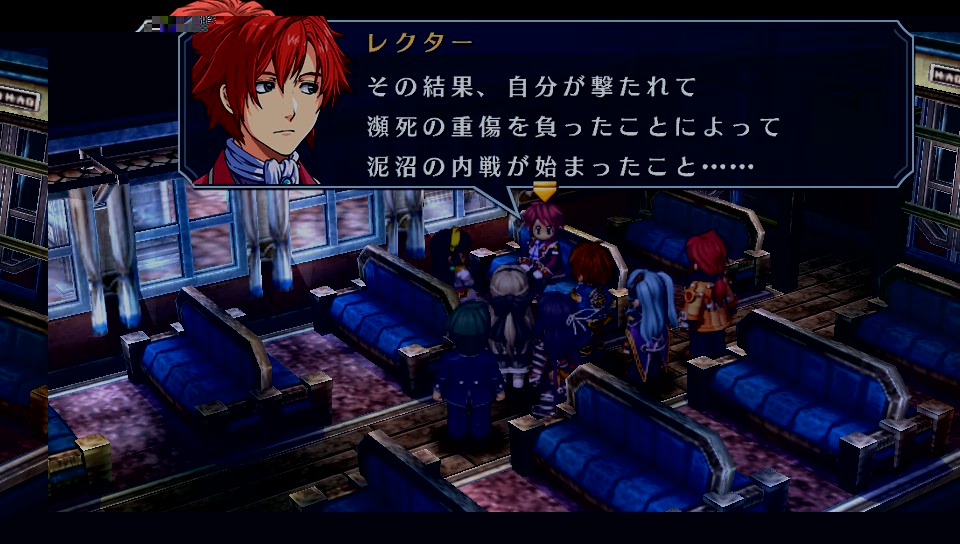 レクター
その結果、自分が撃たれて
瀕死の重傷を負ったことによって
泥沼の内戦が始まったこと……